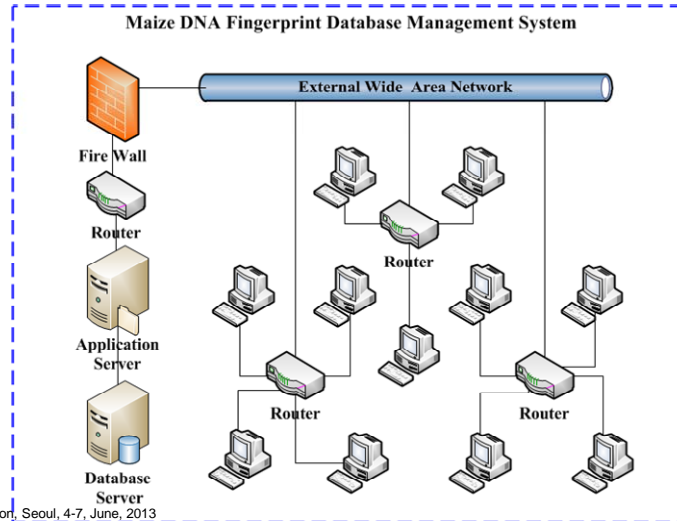 Maize DNA Fingerprint Database Management System
External Wide Area Network
Fire Wall
Router
Router
Application
Server
Router
Router
Database
Server
Seoul, 4-7, June, 2013